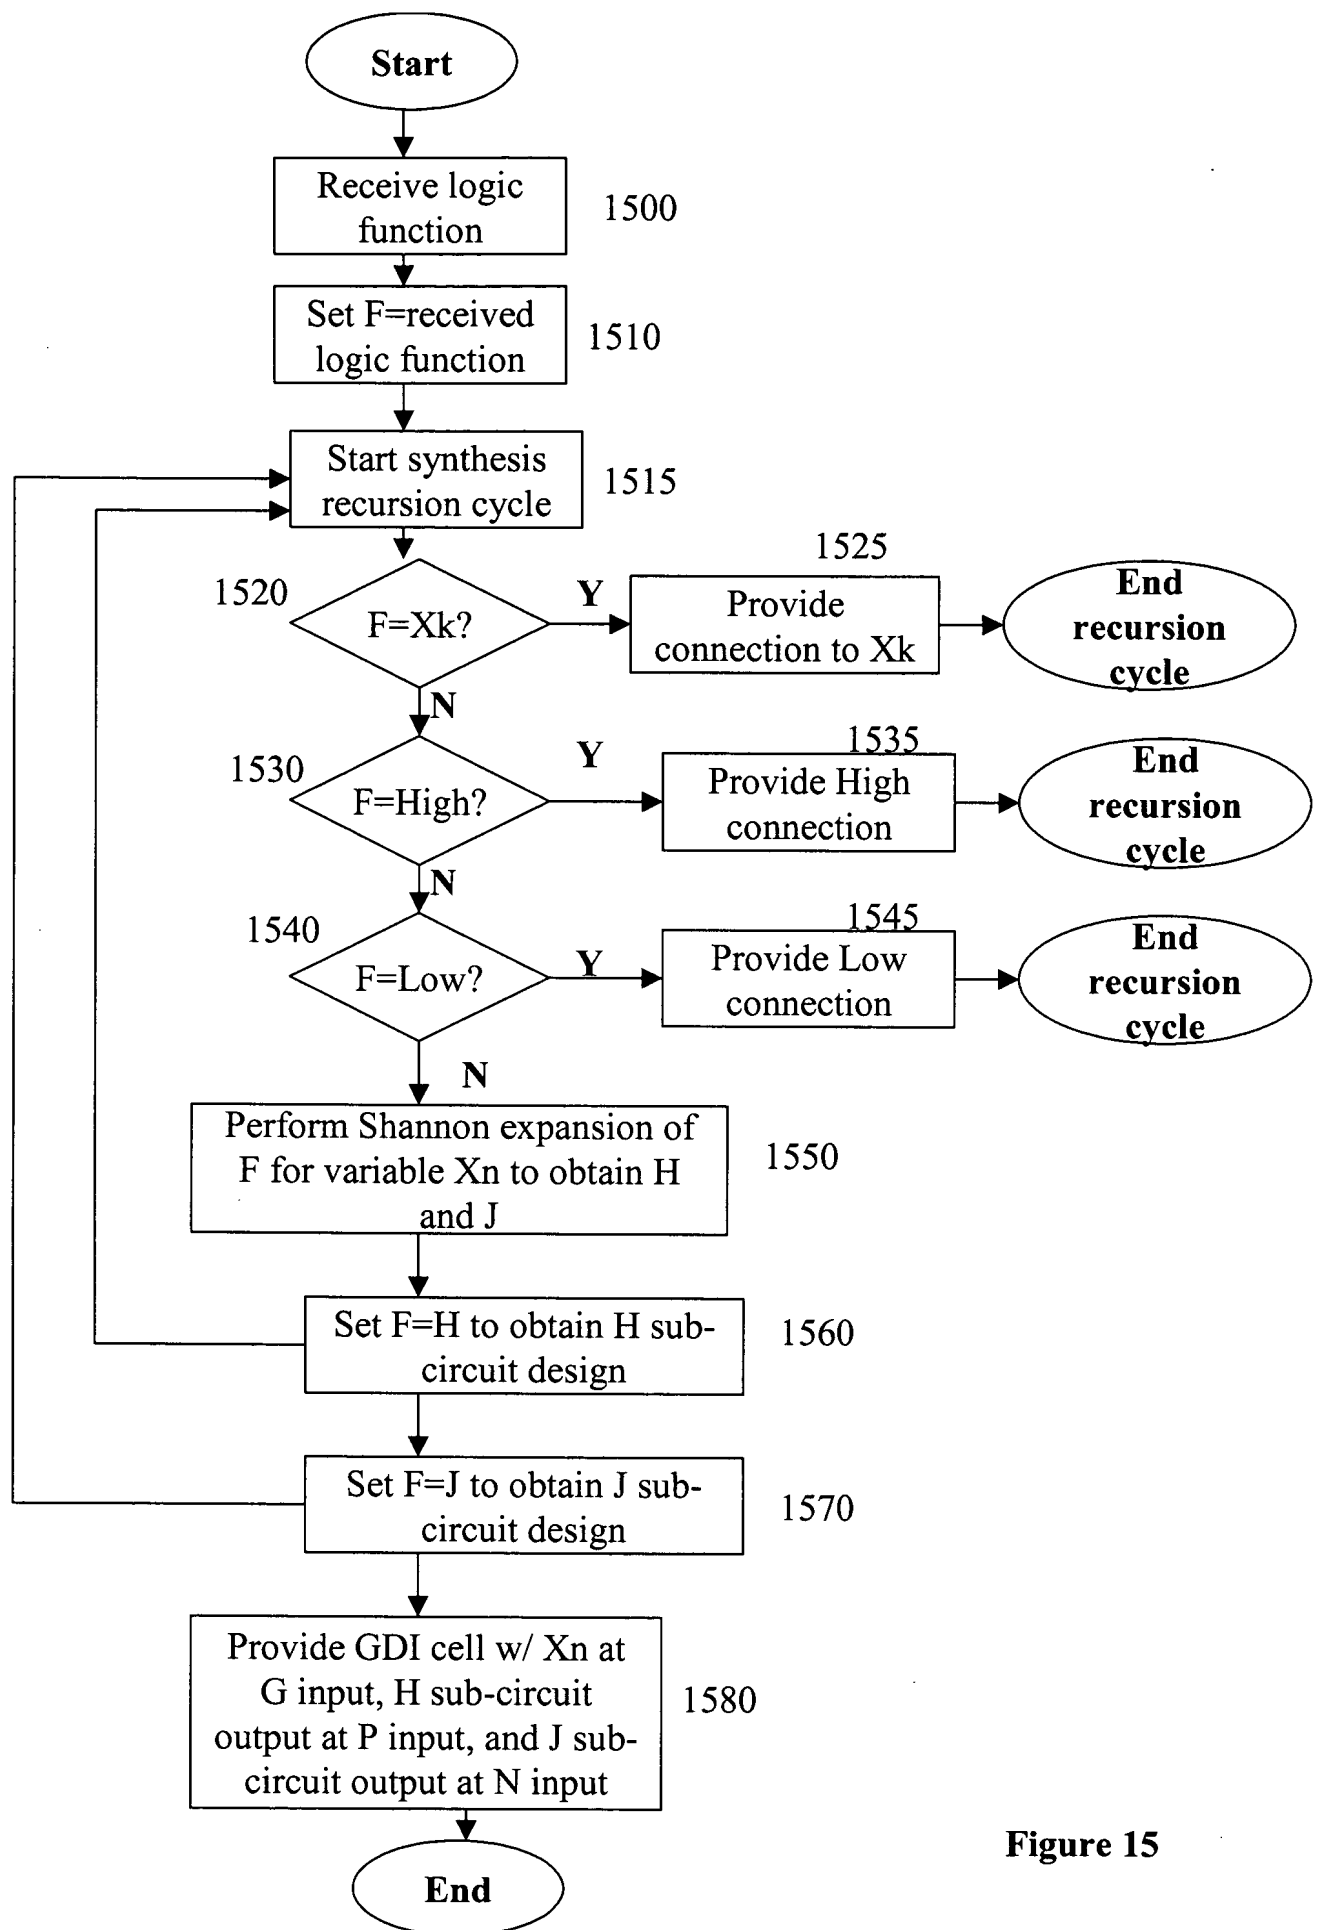 Start
Receive logic
function
1500
Set F=received
logic function
1510
Start synthesis
recursion cycle
1515
1520
F=Xk?
Y
1525
Provide
connection to Xk
End
recursion
cycle
N
1530
F=High?
Y
1535
Provide High
connection
End
recursion
cycle
N
1540
F=Low?
Y
1545
Provide Low
connection
End
recursion
cycle
N
Perform Shannon expansion of
F for variable Xn to obtain H
and J
1550
Set F=H to obtain H sub-
circuit design
1560
Set F=J to obtain J sub-
circuit design
1570
Provide GDI cell w/ Xn at
G input, H sub-circuit
output at P input, and J sub-
circuit output at N input
1580
End
Figure 15